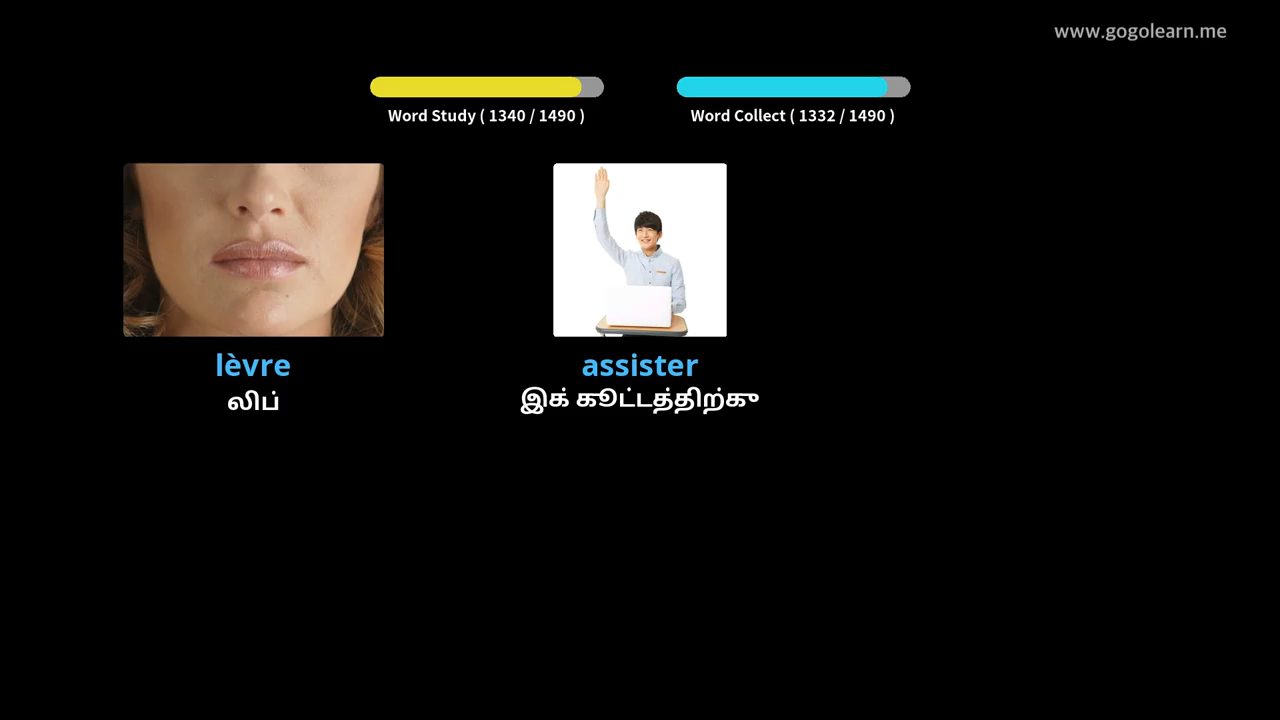 www.gogolearn.me
Word Study ( 1340 / 1490 )
Word Collect ( 1332 / 1490 )
lèvre
லிப்
assister
இக் கூட்டத்திற்கு